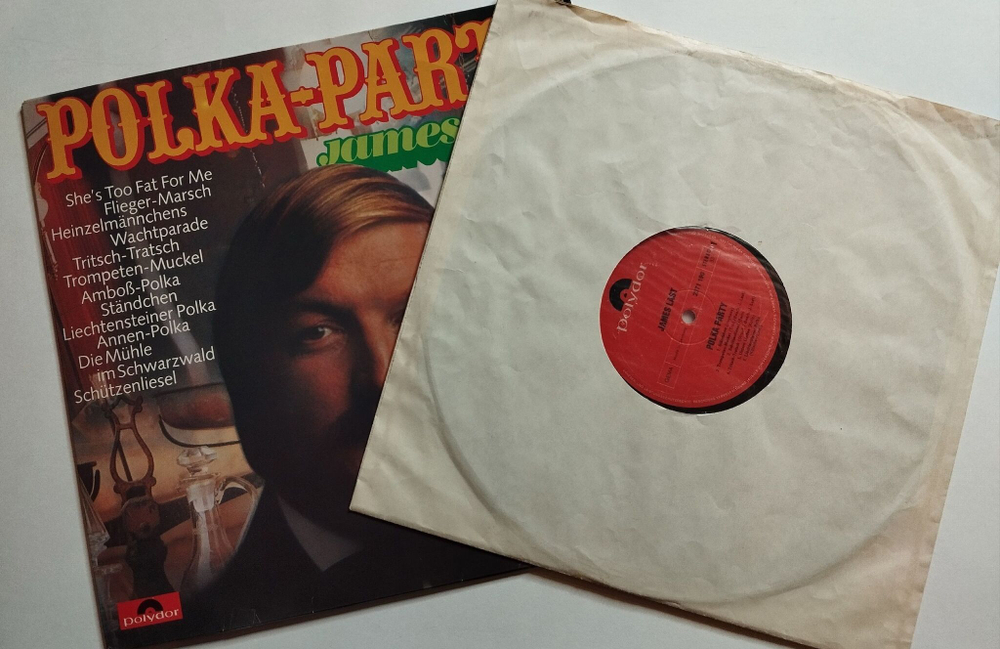 POLKA-PART
James
She's Too Fat For Me
Flieger-Marsch
Heinzelmännchens
Wachtparade
Tritsch-Tratsch
Trompeten-Muckel
Amboß-Polka
Ständchen
Liechtensteiner Polka
Annen-Polka
Die Mühle
im Schwarzwald
Schützenliesel
polydor
polydor
JAMES LAST
POLKA PARTY